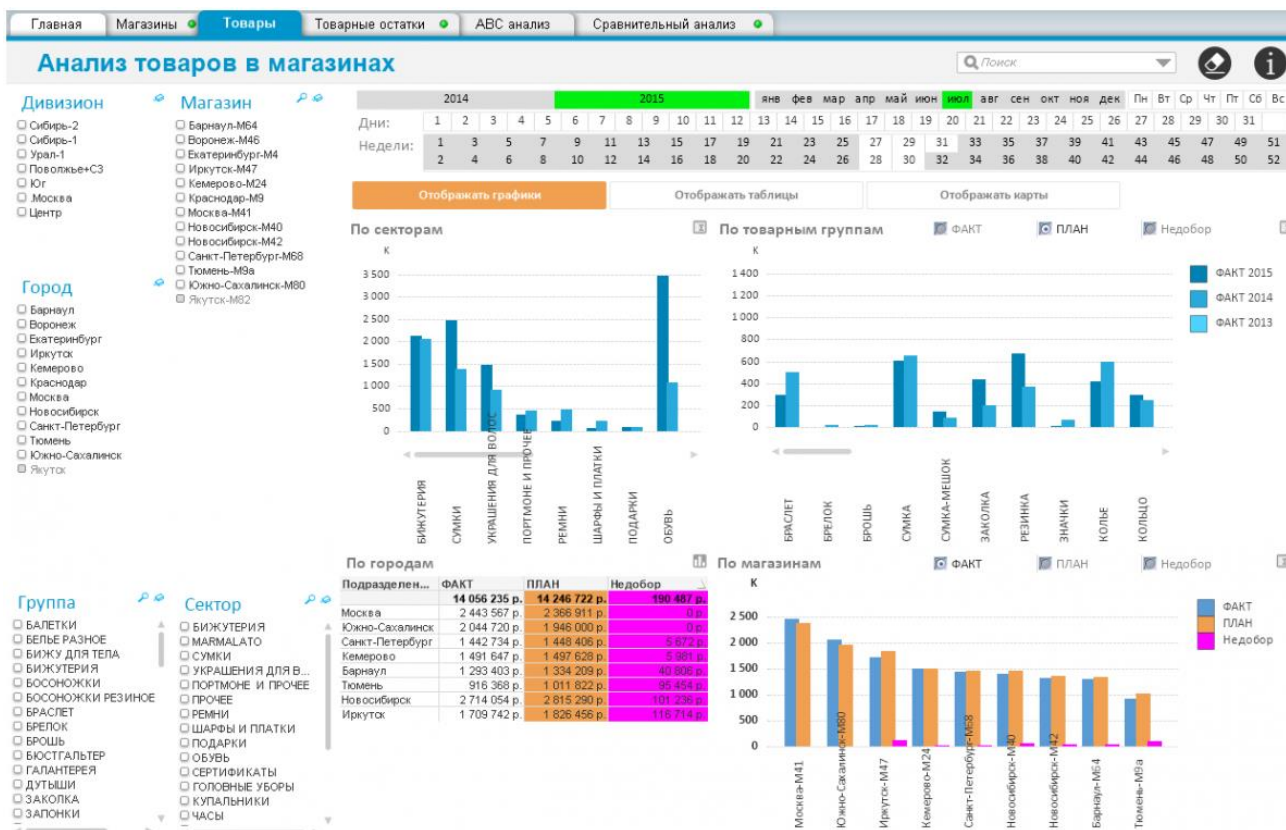 Главная Магазины Товары Товарные остатки ABC анализ Сравнительный анализ
Анализ товаров в магазинах
Поиск
Дивизион
Сибирь-2
Сибирь-1
Урал-1
Поволжье+СЗ
Юг
.Москва
Центр
Магазин
Барнаул-М64
Воронеж-М46
Екатеринбург-М4
Иркутск-М47
Кемерово-М24
Краснодар-М9
Москва-М41
Новосибирск-М40
Новосибирск-М42
Санкт-Петербург-М68
Тюмень-М9а
Южно-Сахалинск-М80
Якутск-М82
Город
Барнаул
Воронеж
Екатеринбург
Иркутск
Кемерово
Краснодар
Москва
Новосибирск
Санкт-Петербург
Тюмень
Южно-Сахалинск
Якутск
2014 2015 янв фев мар апр май июн июл авг сен окт ноя дек Пн Вт Ср Чт Пт Сб Вс
Дни: 1 2 3 4 5 6 7 8 9 10 11 12 13 14 15 16 17 18 19 20 21 22 23 24 25 26 27 28 29 30 31
Недели: 1 3 5 7 9 11 13 15 17 19 21 23 25 27 29 31 33 35 37 39 41 43 45 47 49 51
2 4 6 8 10 12 14 16 18 20 22 24 26 28 30 32 34 36 38 40 42 44 46 48 50 52
Отображать графики Отображать таблицы Отображать карты
По секторам
К
3 500
3 000
2 500
2 000
1 500
1 000
500
0
БИЖУТЕРИЯ
СУМКИ
УКРАШЕНИЯ ДЛЯ ВОЛОС
ПОРТМОНЕ И ПРОЧЕЕ
РЕМНИ
ШАРФЫ И ПЛАТКИ
ПОДАРКИ
ОБУВЬ
По товарным группам ФАКТ ПЛАН Недобор
К
1 400
1 200
1 000
800
600
400
200
0
БРАСЛЕТ
БРЕЛОК
БРОШЬ
СУМКА
СУМКА-МЕШОК
ЗАКОЛКА
РЕЗИНКА
ЗНАЧКИ
КОЛЬЕ
КОЛЬЦО
ФАКТ 2015
ФАКТ 2014
ФАКТ 2013
Группа
БАЛЕТКИ
БЕЛЬЕ РАЗНОЕ
БИЖУ ДЛЯ ТЕЛА
БИЖУТЕРИЯ
БОСОНОЖКИ
БОСОНОЖКИ РЕЗИНОЕ
БРАСЛЕТ
БРЕЛОК
БРОШЬ
БЮСТГАЛЬТЕР
ГАЛАНТЕРЕЯ
ДУТЫШИ
ЗАКОЛКА
ЗАПОНКИ
Сектор
БИЖУТЕРИЯ
MARMALATO
СУМКИ
УКРАШЕНИЯ ДЛЯ В...
ПОРТМОНЕ И ПРОЧЕЕ
ПРОЧЕЕ
РЕМНИ
ШАРФЫ И ПЛАТКИ
ПОДАРКИ
ОБУВЬ
СЕРТИФИКАТЫ
ГОЛОВНЫЕ УБОРЫ
КУПАЛЬНИКИ
ЧАСЫ
По городам
Подразделен... ФАКТ ПЛАН Недобор
14 056 235 р. 14 246 722 р. 190 487 р.
Москва 2 443 567 р. 2 366 911 р. 0 р.
Южно-Сахалинск 2 044 720 р. 1 946 000 р. 0 р.
Санкт-Петербург 1 442 734 р. 1 448 406 р. 5 672 р.
Кемерово 1 491 647 р. 1 497 628 р. 5 981 р.
Барнаул 1 293 403 р. 1 334 209 р. 40 806 р.
Тюмень 916 368 р. 1 011 822 р. 95 454 р.
Новосибирск 2 714 054 р. 2 815 290 р. 101 236 р.
Иркутск 1 709 742 р. 1 826 456 р. 116 714 р.
По магазинам ФАКТ ПЛАН Недобор
К
2 500
2 000
1 500
1 000
500
0
Москва-М41
Южно-Сахалинск-М80
Иркутск-М47
Кемерово-М24
Санкт-Петербург-М68
Новосибирск-М40
Новосибирск-М42
Барнаул-М64
Тюмень-М9а
ФАКТ
ПЛАН
Недобор